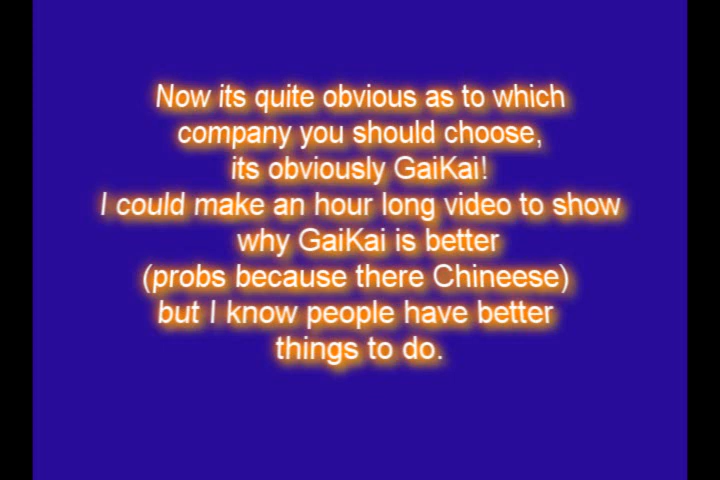 Now its quite obvious as to which
company you should choose,
its obviously GaiKai!
I could make an hour long video to show
why GaiKai is better
(probs because there Chineese)
but I know people have better
things to do.